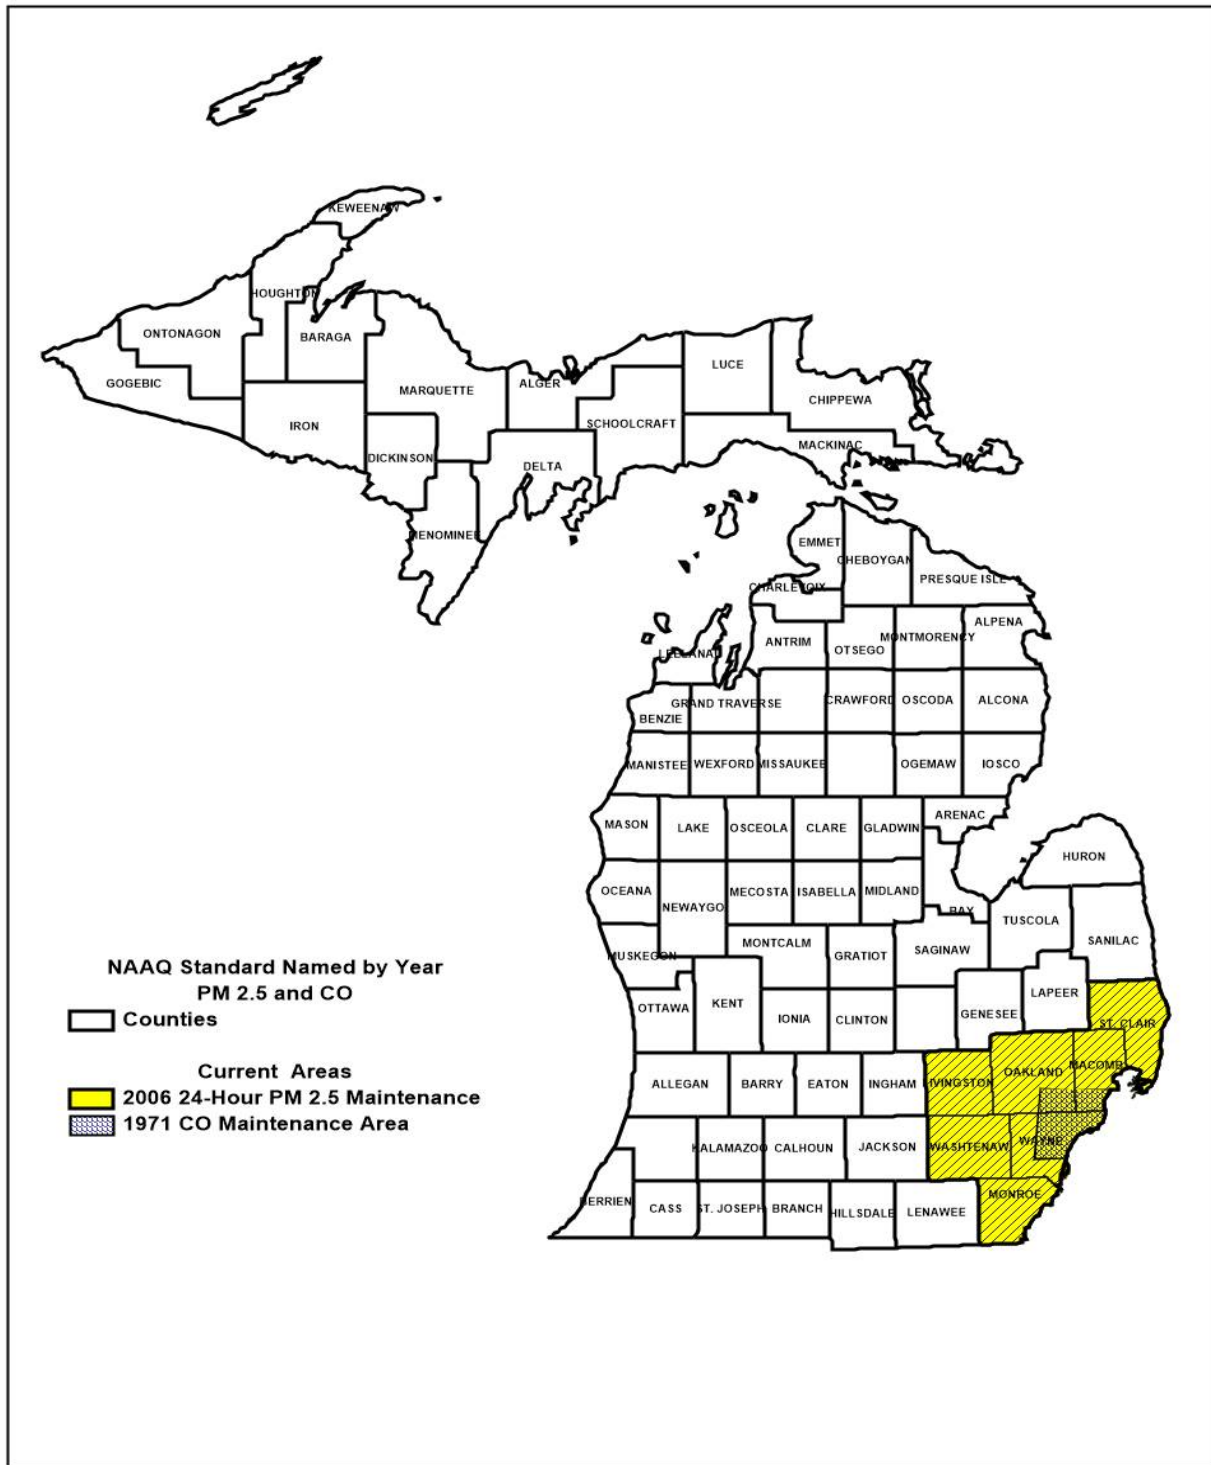 KEWEENAW
HOUGHTON
ONTONAGON
BARAGA
GOGEBIC
MARQUETTE
ALGER
LUCE
CHIPPEWA
IRON
SCHOOLCRAFT
MACKINAC
DICKINSON
DELTA
MENOMINEE
EMMET
CHEBOYGAN
PRESQUE ISLE
CHARLEVOIX
ANTRIM
OTSEGO
MONTMORENCY
ALPENA
LEELANAU
GRAND TRAVERSE
CRAWFORD
OSCODA
ALCONA
BENZIE
MANISTEE
WEXFORD
MISSAUKEE
OGEMAW
IOSCO
MASON
LAKE
OSCEOLA
CLARE
GLADWIN
ARENAC
HURON
OCEANA
NEWAYGO
MECOSTA
ISABELLA
MIDLAND
BAY
TUSCOLA
SANILAC
MUSKEGON
MONTCALM
GRATIOT
SAGINAW
OTTAWA
KENT
IONIA
CLINTON
GENESEE
LAPEER
ST. CLAIR
ALLEGAN
BARRY
EATON
INGHAM
IVINGSTON
OAKLAND
MACOMB
KALAMAZOO
CALHOUN
JACKSON
WASHTENAW
WAYNE
BERRIEN
CASS
ST. JOSEPH
BRANCH
HILLSDALE
LENAWEE
MONROE
NAAQ Standard Named by Year
PM 2.5 and CO
Counties
Current Areas
2006 24-Hour PM 2.5 Maintenance
1971 CO Maintenance Area